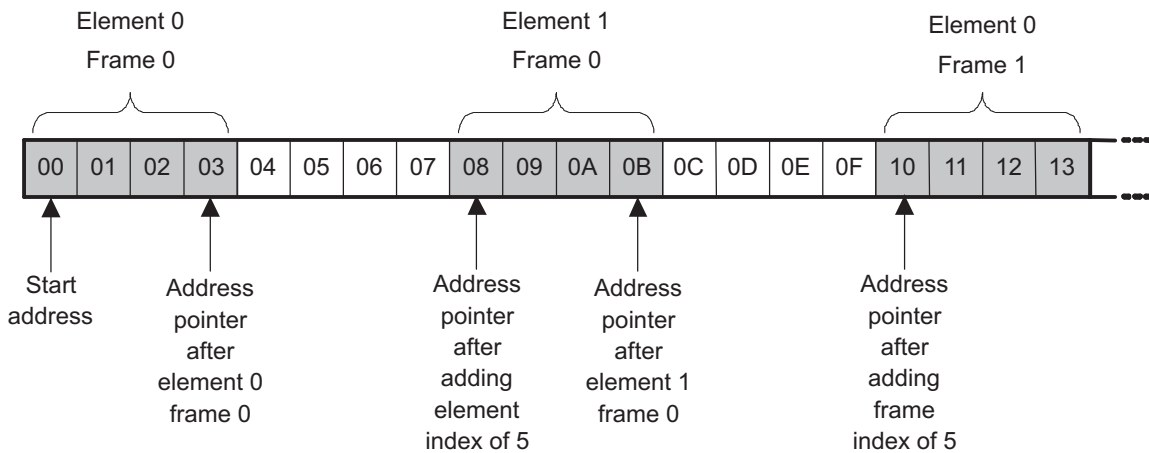 Element 0
Frame 0
Element 1
Frame 0
Element 0
Frame 1
00 01 02 03 04 05 06 07 08 09 0A 0B 0C 0D 0E 0F 10 11 12 13
Start
address
Address
pointer
after
element 0
frame 0
Address
pointer
after
adding
element
index of 5
Address
pointer
after
element 1
frame 0
Address
pointer
after
adding
frame
index of 5